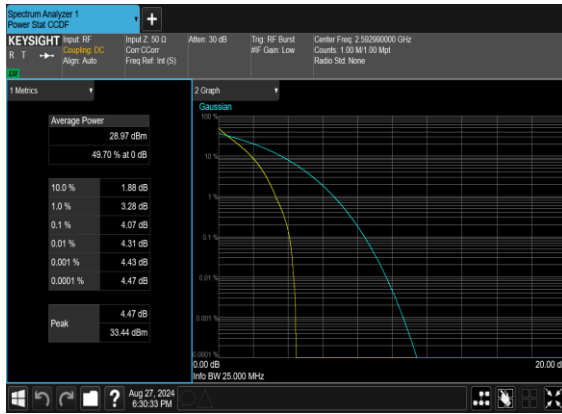 Spectrum Analyzer 1
Power Stat CCDF
KEYSIGHT
R T
Input: RF
Coupling: DC
Align: Auto
Input Z: 50 Ω
Corr CCorr
Freq Ref: Int (S)
Atten: 30 dB
Trig: RF Burst
#IF Gain: Low
Center Freq: 2.592990000 GHz
Counts: 1.00 M/1.00 Mpt
Radio Std: None
1 Metrics
Average Power
28.97 dBm
49.70 % at 0 dB
10.0 % 1.88 dB
1.0 % 3.28 dB
0.1 % 4.07 dB
0.01 % 4.31 dB
0.001 % 4.43 dB
0.0001 % 4.47 dB
Peak
4.47 dB
33.44 dBm
2 Graph
Gaussian
100 %
10 %
1 %
0.1 %
0.01 %
0.001 %
0.0001 %
0.00 dB
20.00 d
Info BW 25.000 MHz
?
Aug 27, 2024
6:30:33 PM